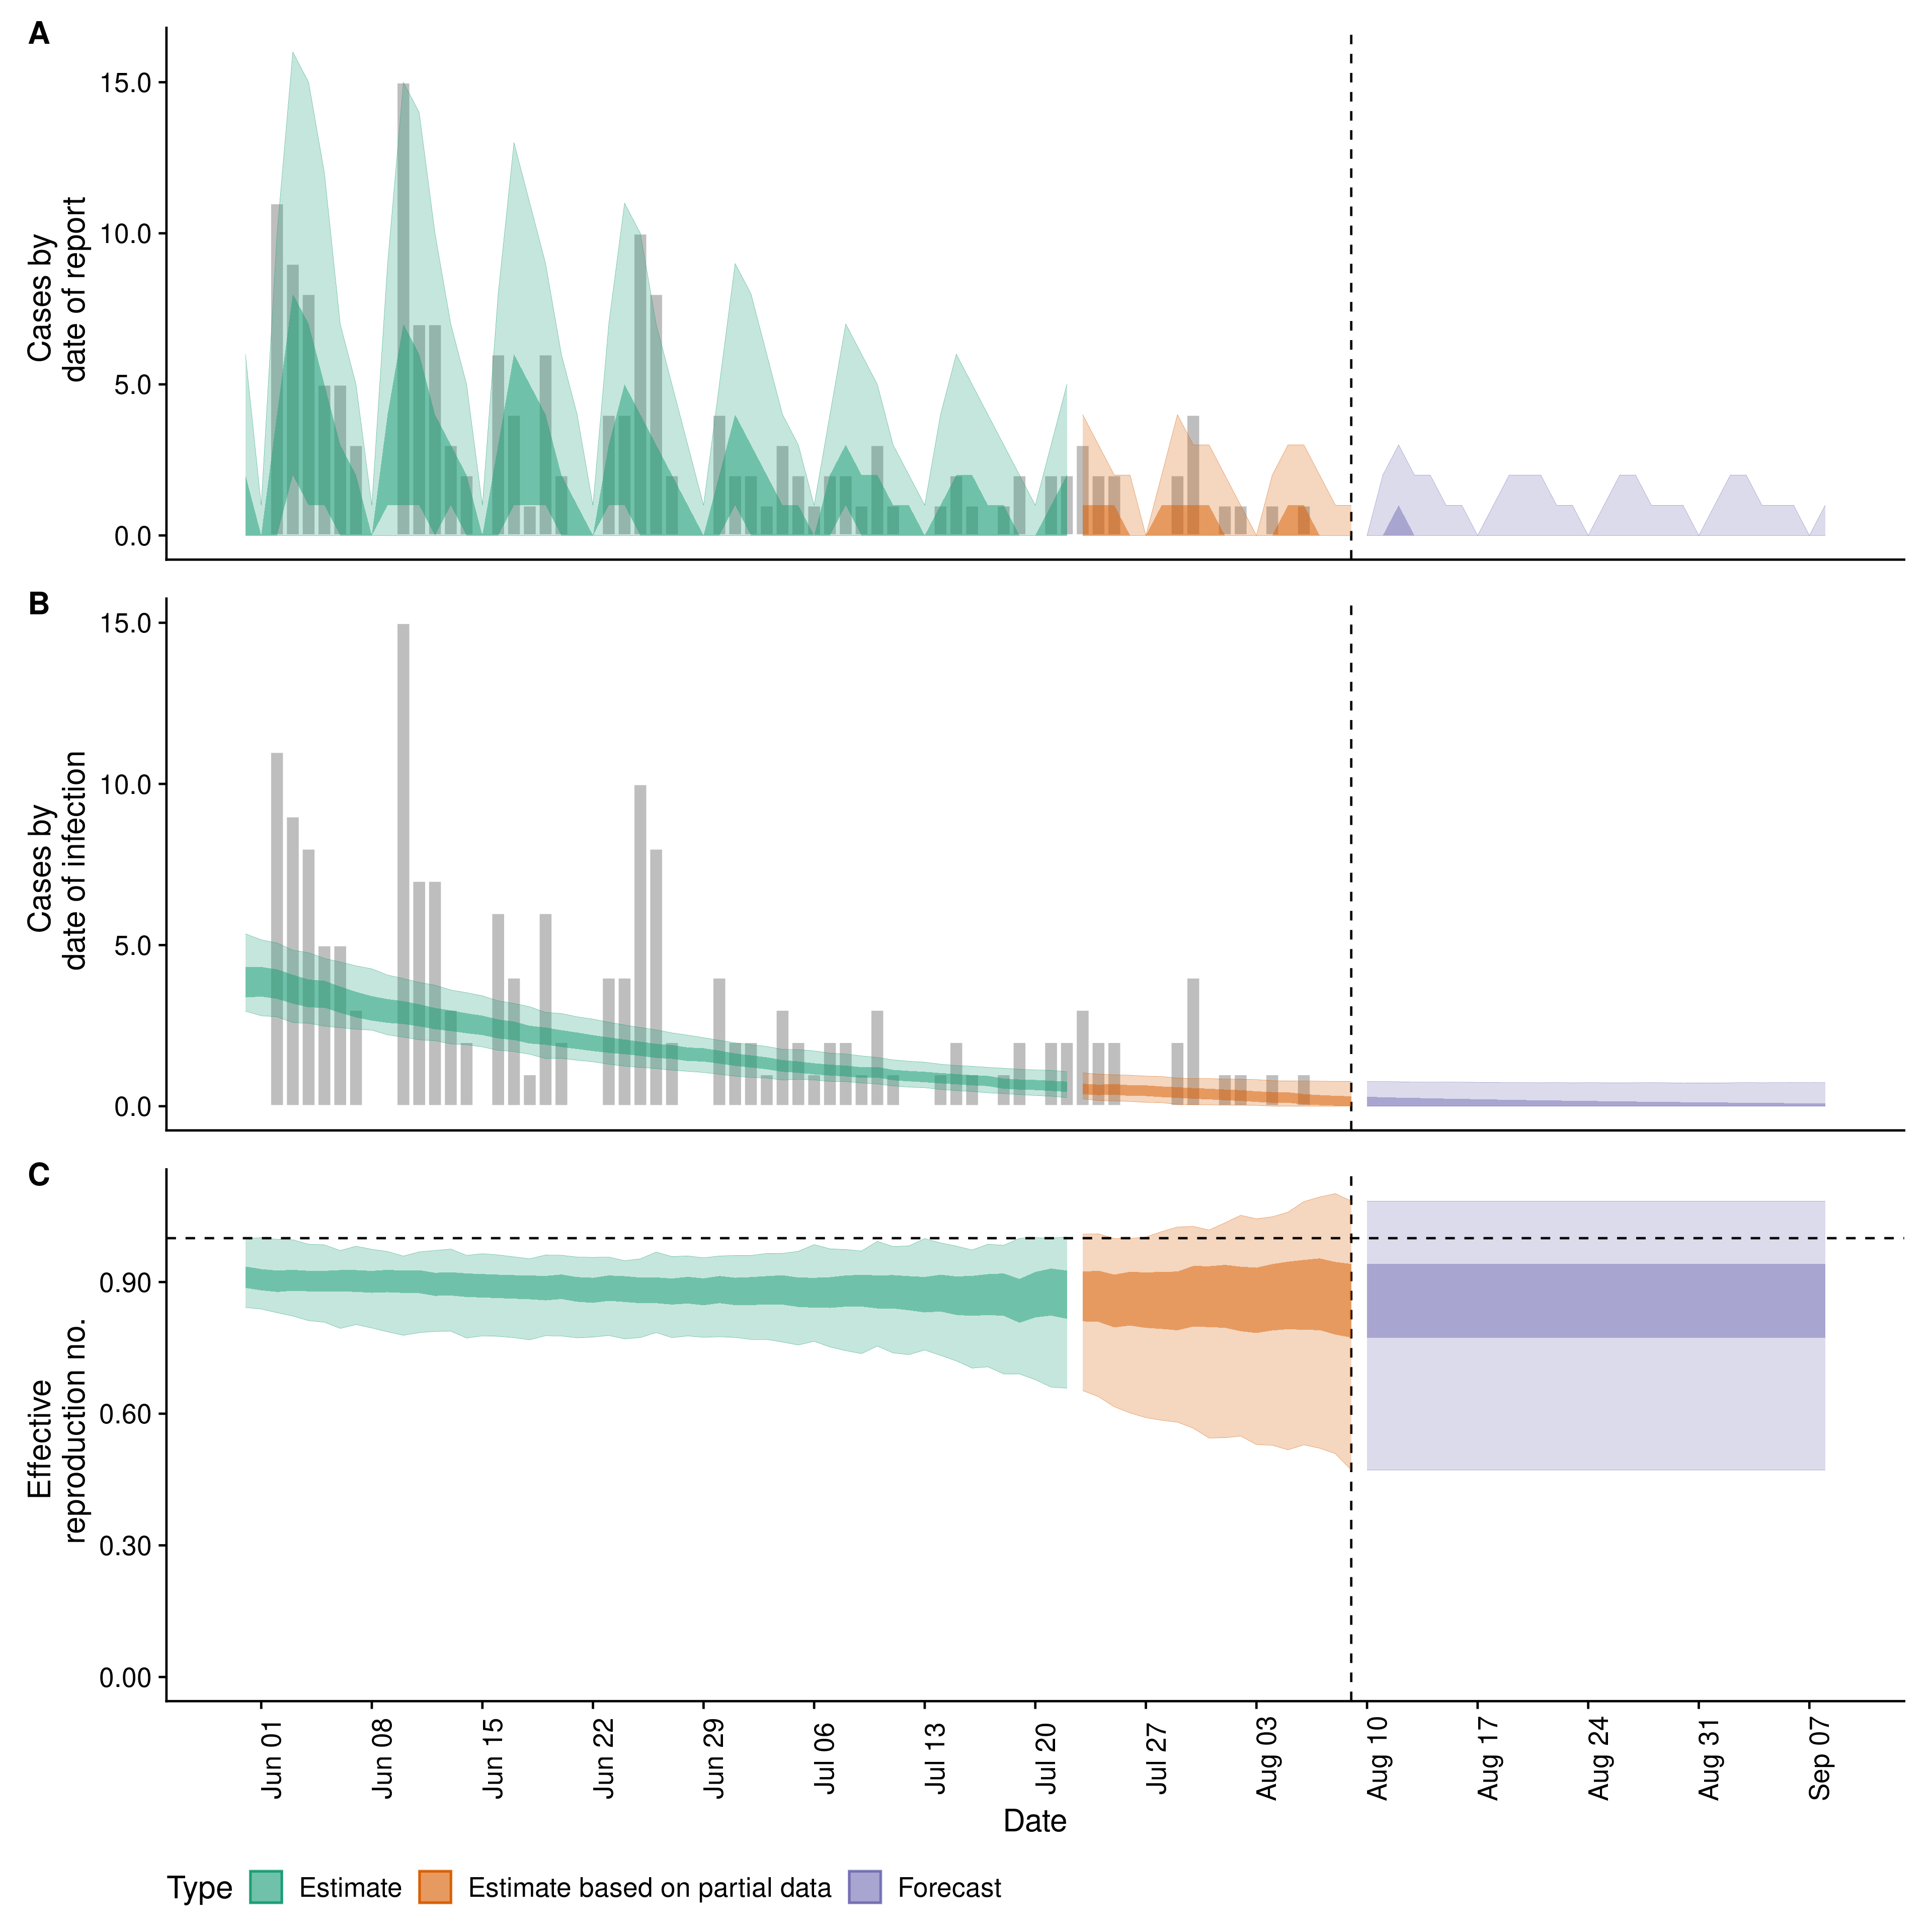 A
Cases by
date of report
15.0
10.0
5.0
0.0
B
Cases by
date of infection
15.0
10.0
5.0
0.0
C
Effective
reproduction no.
0.90
0.60
0.30
0.00
Jun 01
Jun 08
Jun 15
Jun 22
Jun 29
Jul 06
Jul 13
Jul 20
Jul 27
Aug 03
Aug 10
Aug 17
Aug 24
Aug 31
Sep 07
Date
Type Estimate Estimate based on partial data Forecast